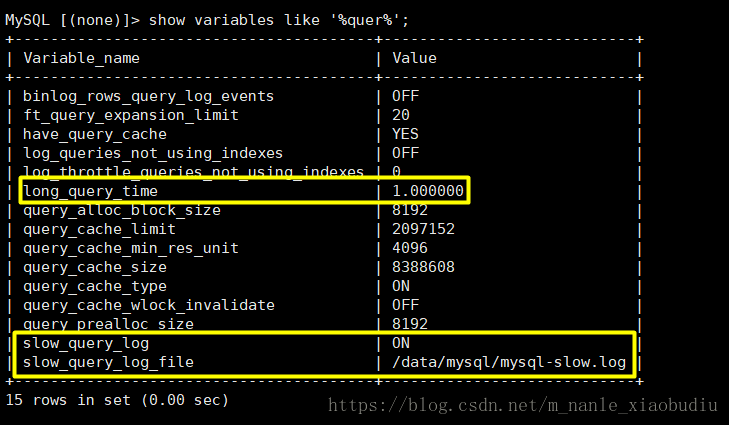 MySQL [(none)]> show variables like '%quer%';
+----------------------------------------+----------------------------+
| Variable_name | Value |
+----------------------------------------+----------------------------+
| binlog_rows_query_log_events | OFF |
| ft_query_expansion_limit | 20 |
| have_query_cache | YES |
| log_queries_not_using_indexes | OFF |
| log_throttle_queries_not_using_indexes | 0 |
| long_query_time | 1.000000 |
| query_alloc_block_size | 8192 |
| query_cache_limit | 2097152 |
| query_cache_min_res_unit | 4096 |
| query_cache_size | 8388608 |
| query_cache_type | ON |
| query_cache_wlock_invalidate | OFF |
| query_prealloc_size | 8192 |
| slow_query_log | ON |
| slow_query_log_file | /data/mysql/mysql-slow.log |
+----------------------------------------+----------------------------+
15 rows in set (0.00 sec)
https://blog.csdn.net/m_nanle_xiaobudiu